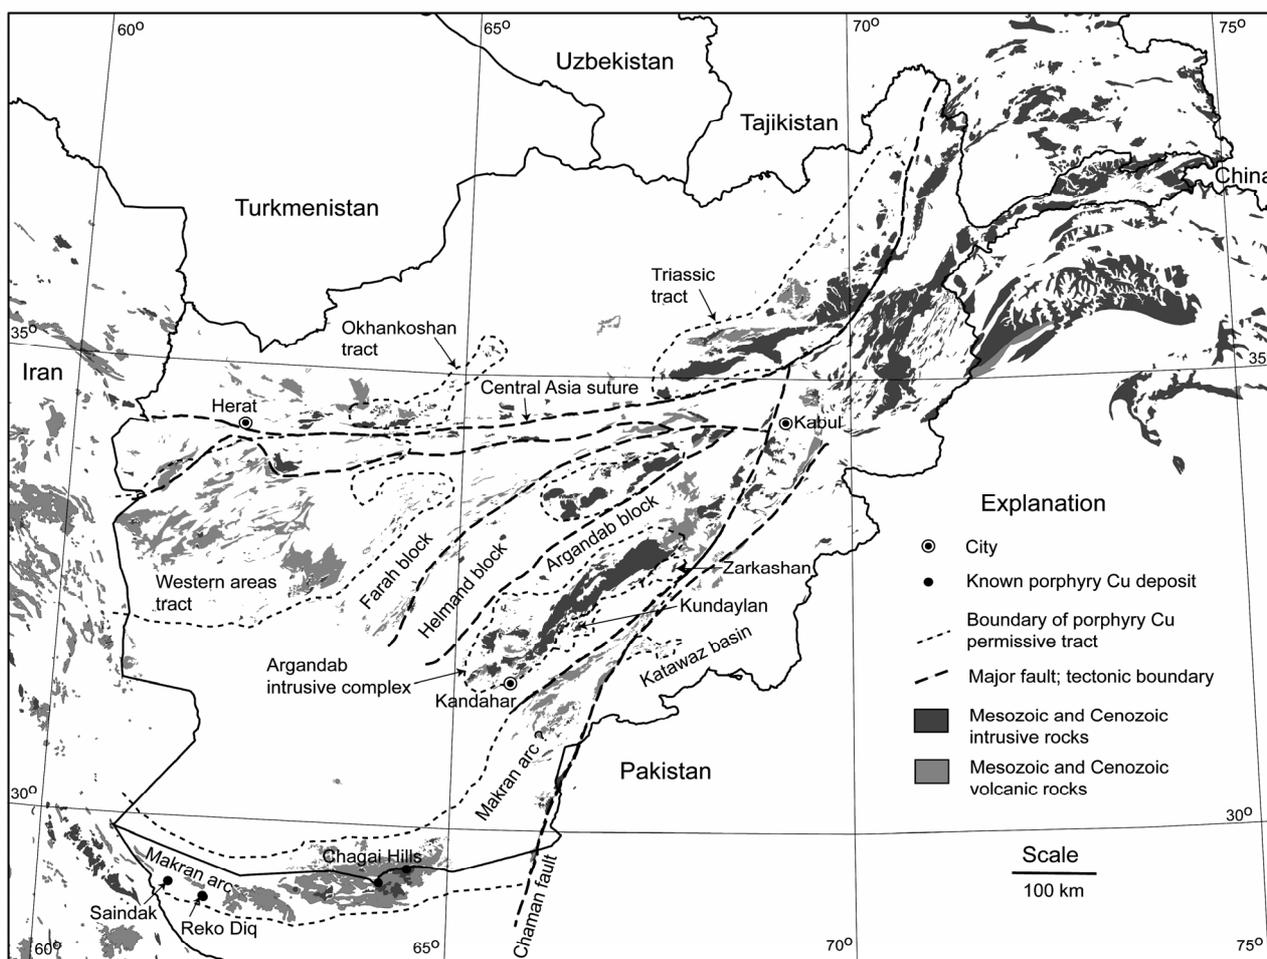 60°
65°
70°
75°
Uzbekistan
Tajikistan
China
Turkmenistan
Triassic
tract
35°
Okhankoshan
tract
35
Iran
Central Asia suture
Herat
Kabul
Explanation
Argandab block
City
Farah block
Helmand block
Zarkashan
Known porphyry Cu deposit
Western areas
tract
Kundaylan
Boundary of porphyry Cu
permissive tract
Katawaz basin
Argandab
intrusive complex
Major fault; tectonic boundary
Kandahar
Mesozoic and Cenozoic
intrusive rocks
Makran arc ?
Pakistan
Mesozoic and Cenozoic
volcanic rocks
30°
30°
Makran arc
Chagai Hills
Scale
100 km
Saindak
Reko Diq
Chaman fault
60°
65°
70°
75°